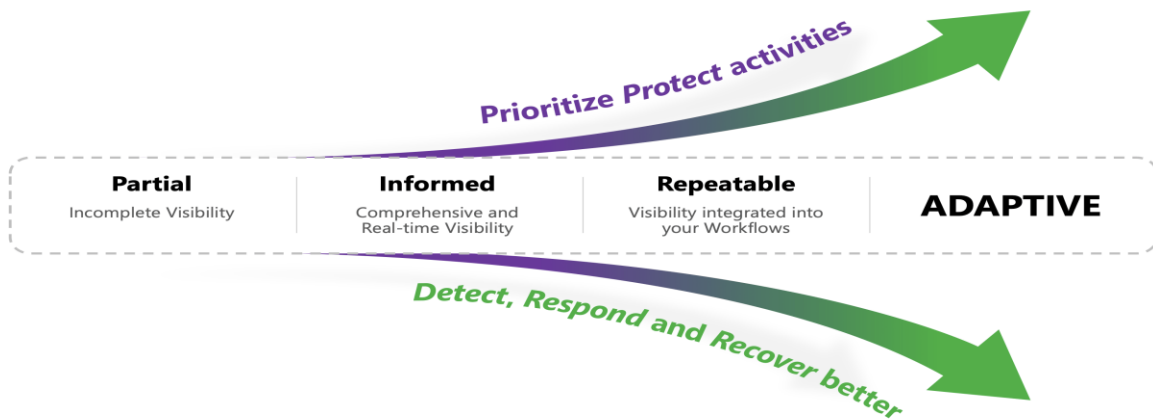 Prioritize Protect activities
Partial
Incomplete Visibility
Informed
Comprehensive and
Real-time Visibility
Repeatable
Visibility integrated into
your Workflows
ADAPTIVE
Detect, Respond and Recover better